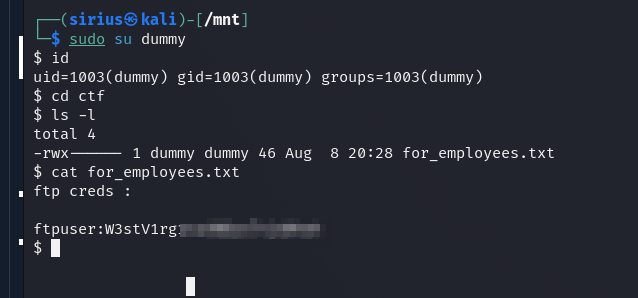 ┌──(sirius㉿kali)-[/mnt]
└─$ sudo su dummy
$ id
uid=1003(dummy) gid=1003(dummy) groups=1003(dummy)
$ cd ctf
$ ls -l
total 4
-rwx------ 1 dummy dummy 46 Aug  8 20:28 for_employees.txt
$ cat for_employees.txt
ftp creds :
ftpuser:W3stV1rg
$